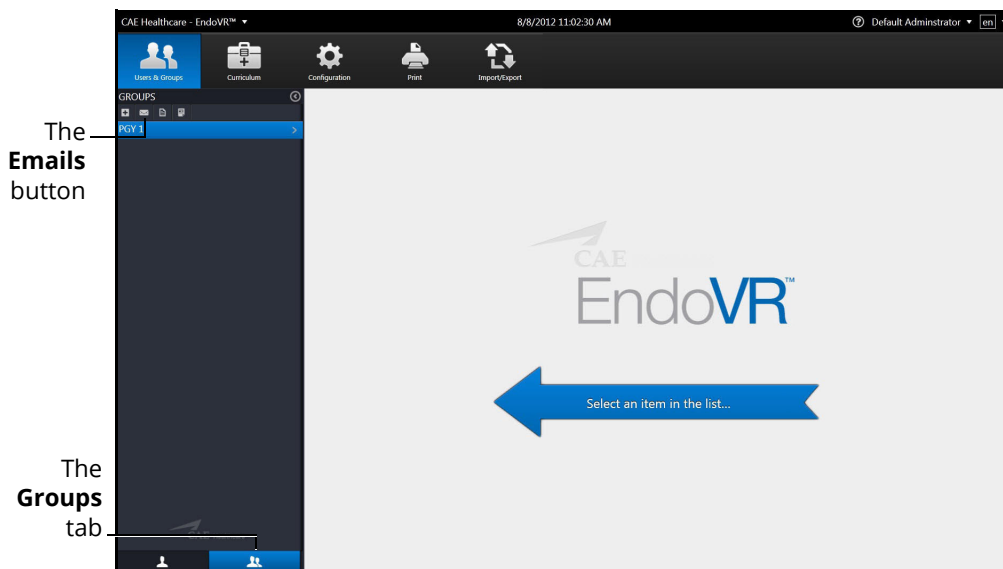 CAE Healthcare - EndoVR™
8/8/2012 11:02:30 AM
Default Adminstrator
en
Users & Groups
Curriculum
Configuration
Print
Import/Export
GROUPS
PGY 1
The
Emails
button
CAE
EndoVR™
Select an item in the list...
The
Groups
tab
CAE